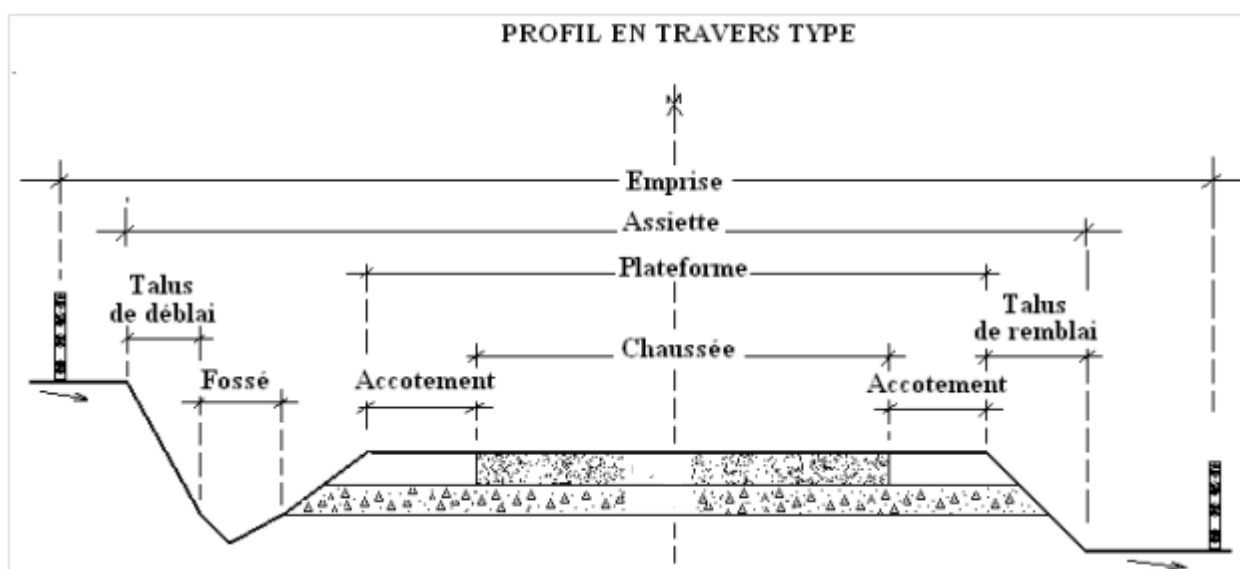 PROFIL EN TRAVERS TYPE
Emprise
Assiette
Plateforme
Talus
de déblai
Talus
de remblai
Chaussée
Fossé
Accotement
Accotement